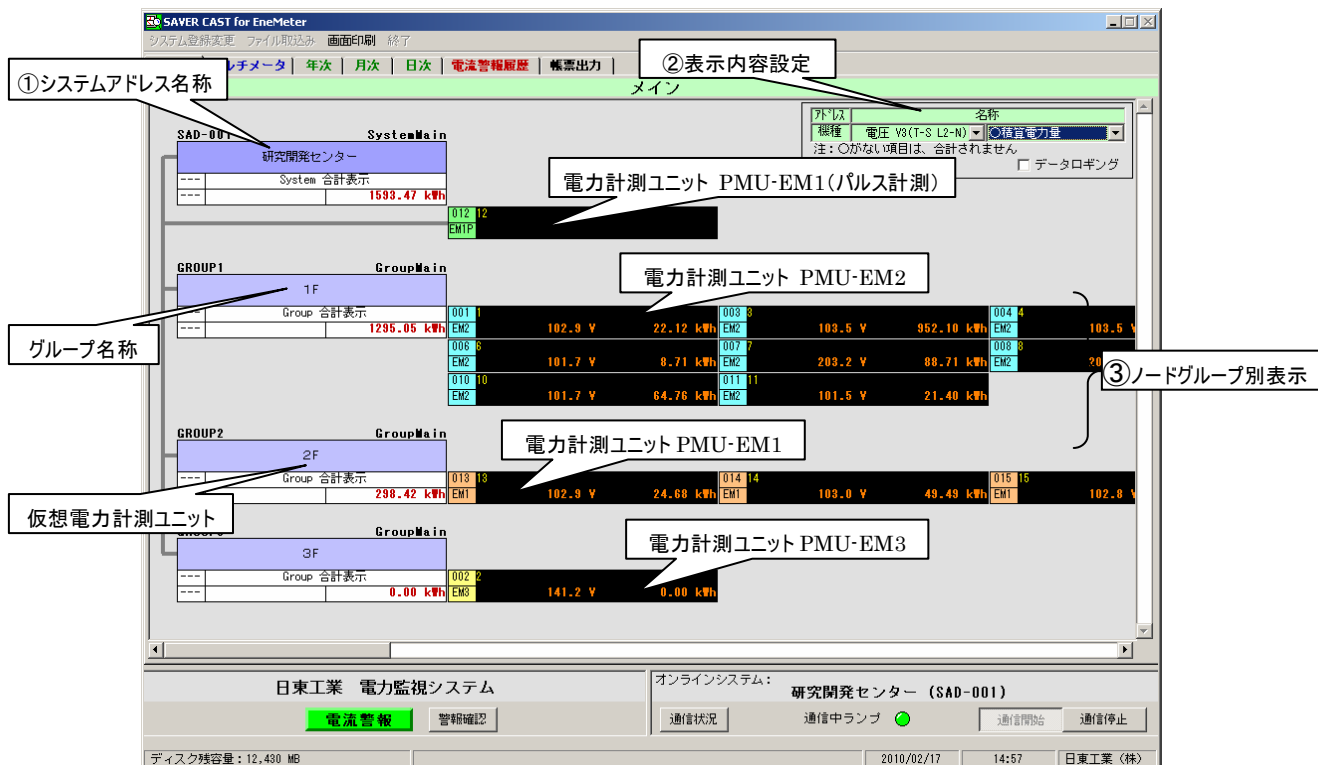 SAVER CAST for EneMeter
システム登録変更 ファイル取込み 画面印刷 終了
ルチメータ 年次 月次 日次 電流警報履歴 帳票出力
①システムアドレス名称
②表示内容設定
メイン
アドレス 名称
機種 電圧 V3(T-S L2-N) ○積算電力量
注：○がない項目は、合計されません
データロギング
SAD-001 SystemMain
研究開発センター
--- System 合計表示
--- 1593.47 kWh
電力計測ユニット PMU-EM1(パルス計測)
012 12
EM1P
GROUP1 GroupMain
1F
電力計測ユニット PMU-EM2
--- Group 合計表示
--- 1295.05 kWh
グループ名称
001 1 003 3 004 4
EM2 102.9 V 22.12 kWh EM2 103.5 V 952.10 kWh EM2 103.5 V
006 6 007 7 008 8
EM2 101.7 V 8.71 kWh EM2 203.2 V 88.71 kWh EM2 20
010 10 011 11
EM2 101.7 V 64.76 kWh EM2 101.5 V 21.40 kWh
③ノードグループ別表示
GROUP2 GroupMain
2F
電力計測ユニット PMU-EM1
--- Group 合計表示
--- 298.42 kWh
013 13 014 14 015 15
EM1 102.9 V 24.68 kWh EM1 103.0 V 49.49 kWh EM1 102.8 V
仮想電力計測ユニット
GroupMain
3F
電力計測ユニット PMU-EM3
--- Group 合計表示
--- 0.00 kWh
002 2
EM3 141.2 V 0.00 kWh
日東工業 電力監視システム
電流警報 警報確認
オンラインシステム：
研究開発センター (SAD-001)
通信状況 通信中ランプ 通信開始 通信停止
ディスク残容量：12,430 MB 2010/02/17 14:57 日東工業（株）